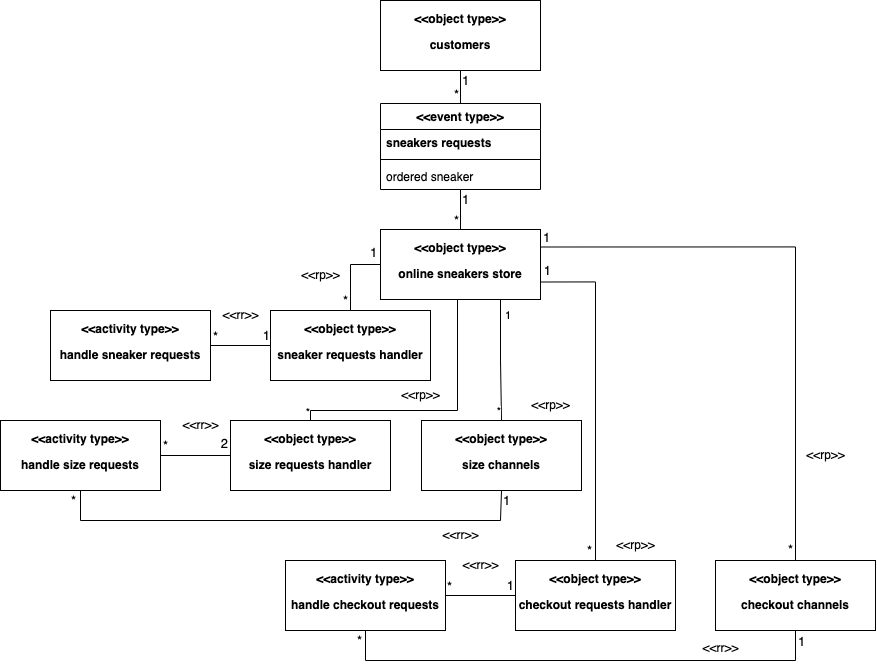 <<object type>>
customers
1
*
<<event type>>
sneakers requests
ordered sneaker
1
*
<<object type>>
online sneakers store
1
1
1
<<rp>>
*
1
<<rr>>
<<activity type>>
handle sneaker requests
*
1
<<object type>>
sneaker requests handler
<<rp>>
*
*
<<rp>>
<<rr>>
<<activity type>>
handle size requests
*
2
<<object type>>
size requests handler
<<object type>>
size channels
<<rp>>
*
1
<<rr>>
*
<<rp>>
*
<<rr>>
<<activity type>>
handle checkout requests
*
1
<<object type>>
checkout requests handler
<<object type>>
checkout channels
*
<<rr>>
1